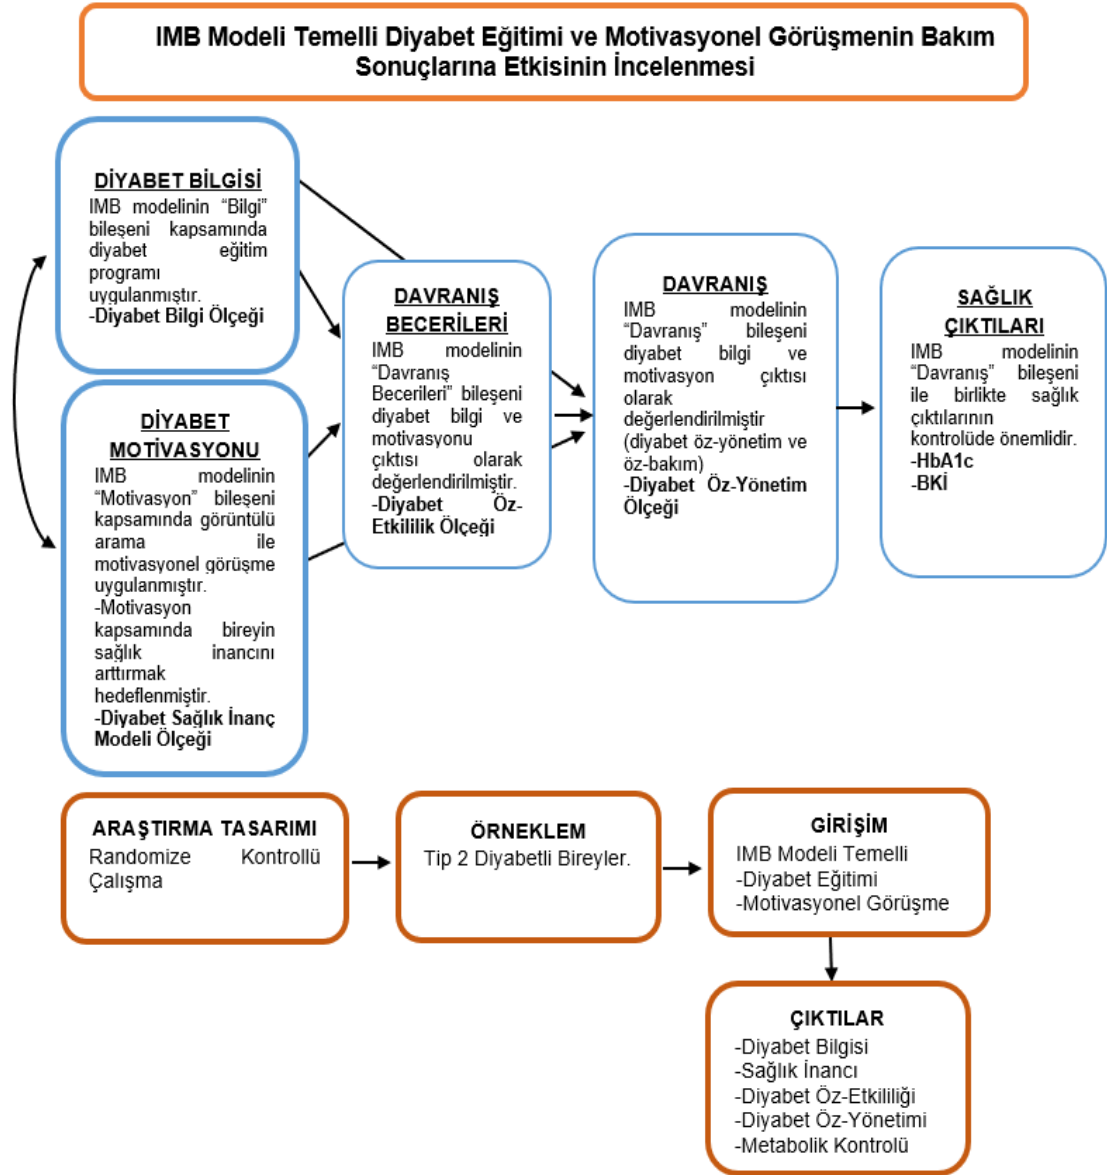 IMB Modeli Temelli Diyabet Eğitimi ve Motivasyonel Görüşmenin Bakım
Sonuçlarına Etkisinin İncelenmesi
DİYABET BİLGİSİ
IMB modelinin “Bilgi”
bileşeni kapsamında
diyabet eğitim
programı
uygulanmıştır.
-Diyabet Bilgi Ölçeği
DİYABET
MOTİVASYONU
IMB modelinin
“Motivasyon” bileşeni
kapsamında görüntülü
arama ile
motivasyonel görüşme
uygulanmıştır.
-Motivasyon
kapsamında bireyin
sağlık inancını
arttırmak
hedeflenmiştir.
-Diyabet Sağlık İnanç
Modeli Ölçeği
DAVRANIŞ
BECERİLERİ
IMB modelinin
“Davranış
Becerileri” bileşeni
diyabet bilgi ve
motivasyonu
çıktısı olarak
değerlendirilmiştir.
-Diyabet Öz-
Etkililik Ölçeği
DAVRANIŞ
IMB modelinin
“Davranış” bileşeni
diyabet bilgi ve
motivasyon çıktısı
olarak
değerlendirilmiştir
(diyabet öz-yönetim ve
öz-bakım)
-Diyabet Öz-Yönetim
Ölçeği
SAĞLIK
ÇIKTILARI
IMB modelinin
“Davranış” bileşeni
ile birlikte sağlık
çıktılarının
kontrolüde önemlidir.
-HbA1c
-BKİ
ARAŞTIRMA TASARIMI
Randomize Kontrollü
Çalışma
ÖRNEKLEM
Tip 2 Diyabetli Bireyler.
GİRİŞİM
IMB Modeli Temelli
-Diyabet Eğitimi
-Motivasyonel Görüşme
ÇIKTILAR
-Diyabet Bilgisi
-Sağlık İnancı
-Diyabet Öz-Etkililiği
-Diyabet Öz-Yönetimi
-Metabolik Kontrolü